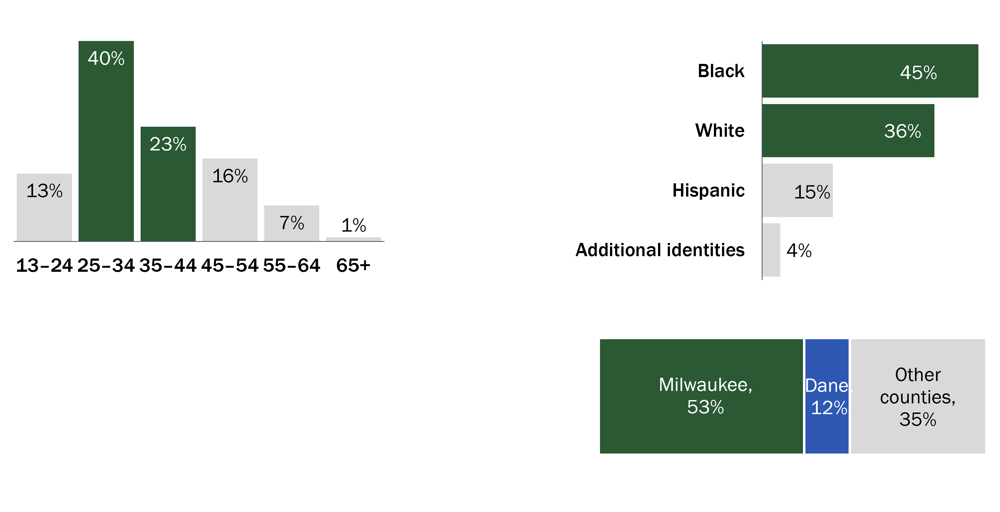 40%
23%
16%
13%
7%
1%
13–24 25–34 35–44 45–54 55–64 65+
Black 45%
White 36%
Hispanic 15%
Additional identities 4%
Milwaukee,
53%
Dane,
12%
Other
counties,
35%